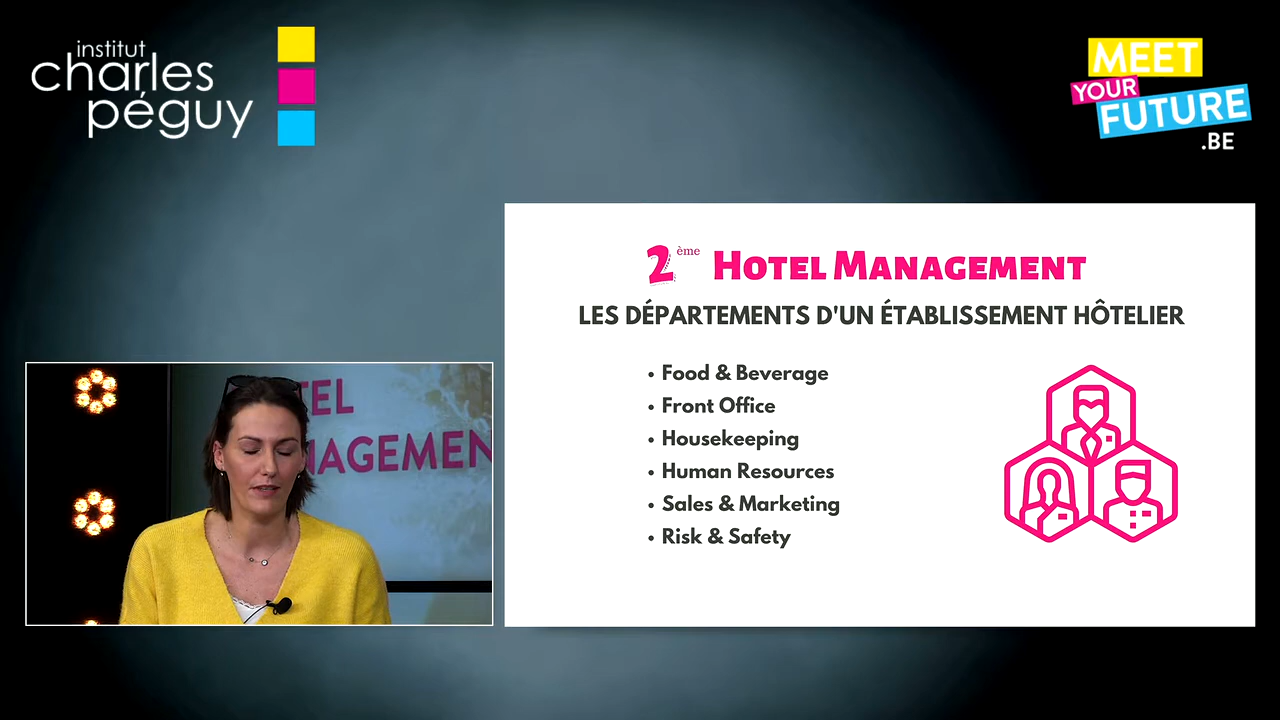 institut
charles
péguy
MEET
YOUR
FUTURE
.BE
2ème HOTEL MANAGEMENT
LES DÉPARTEMENTS D'UN ÉTABLISSEMENT HÔTELIER
• Food & Beverage
• Front Office
• Housekeeping
• Human Resources
• Sales & Marketing
• Risk & Safety
TEL
NAGEMEN